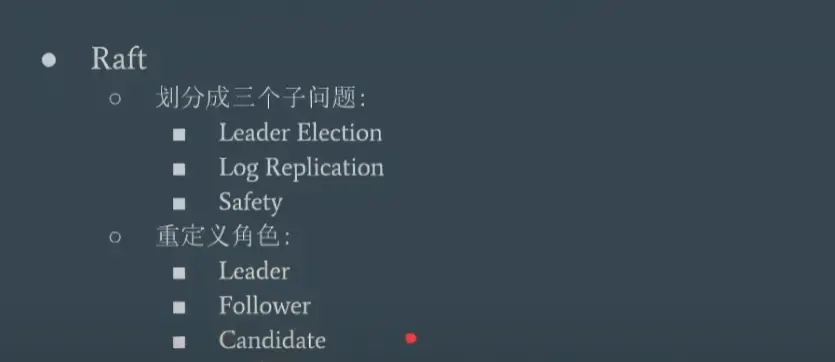 Raft
划分成三个子问题：
Leader Election
Log Replication
Safety
重定义角色：
Leader
Follower
Candidate